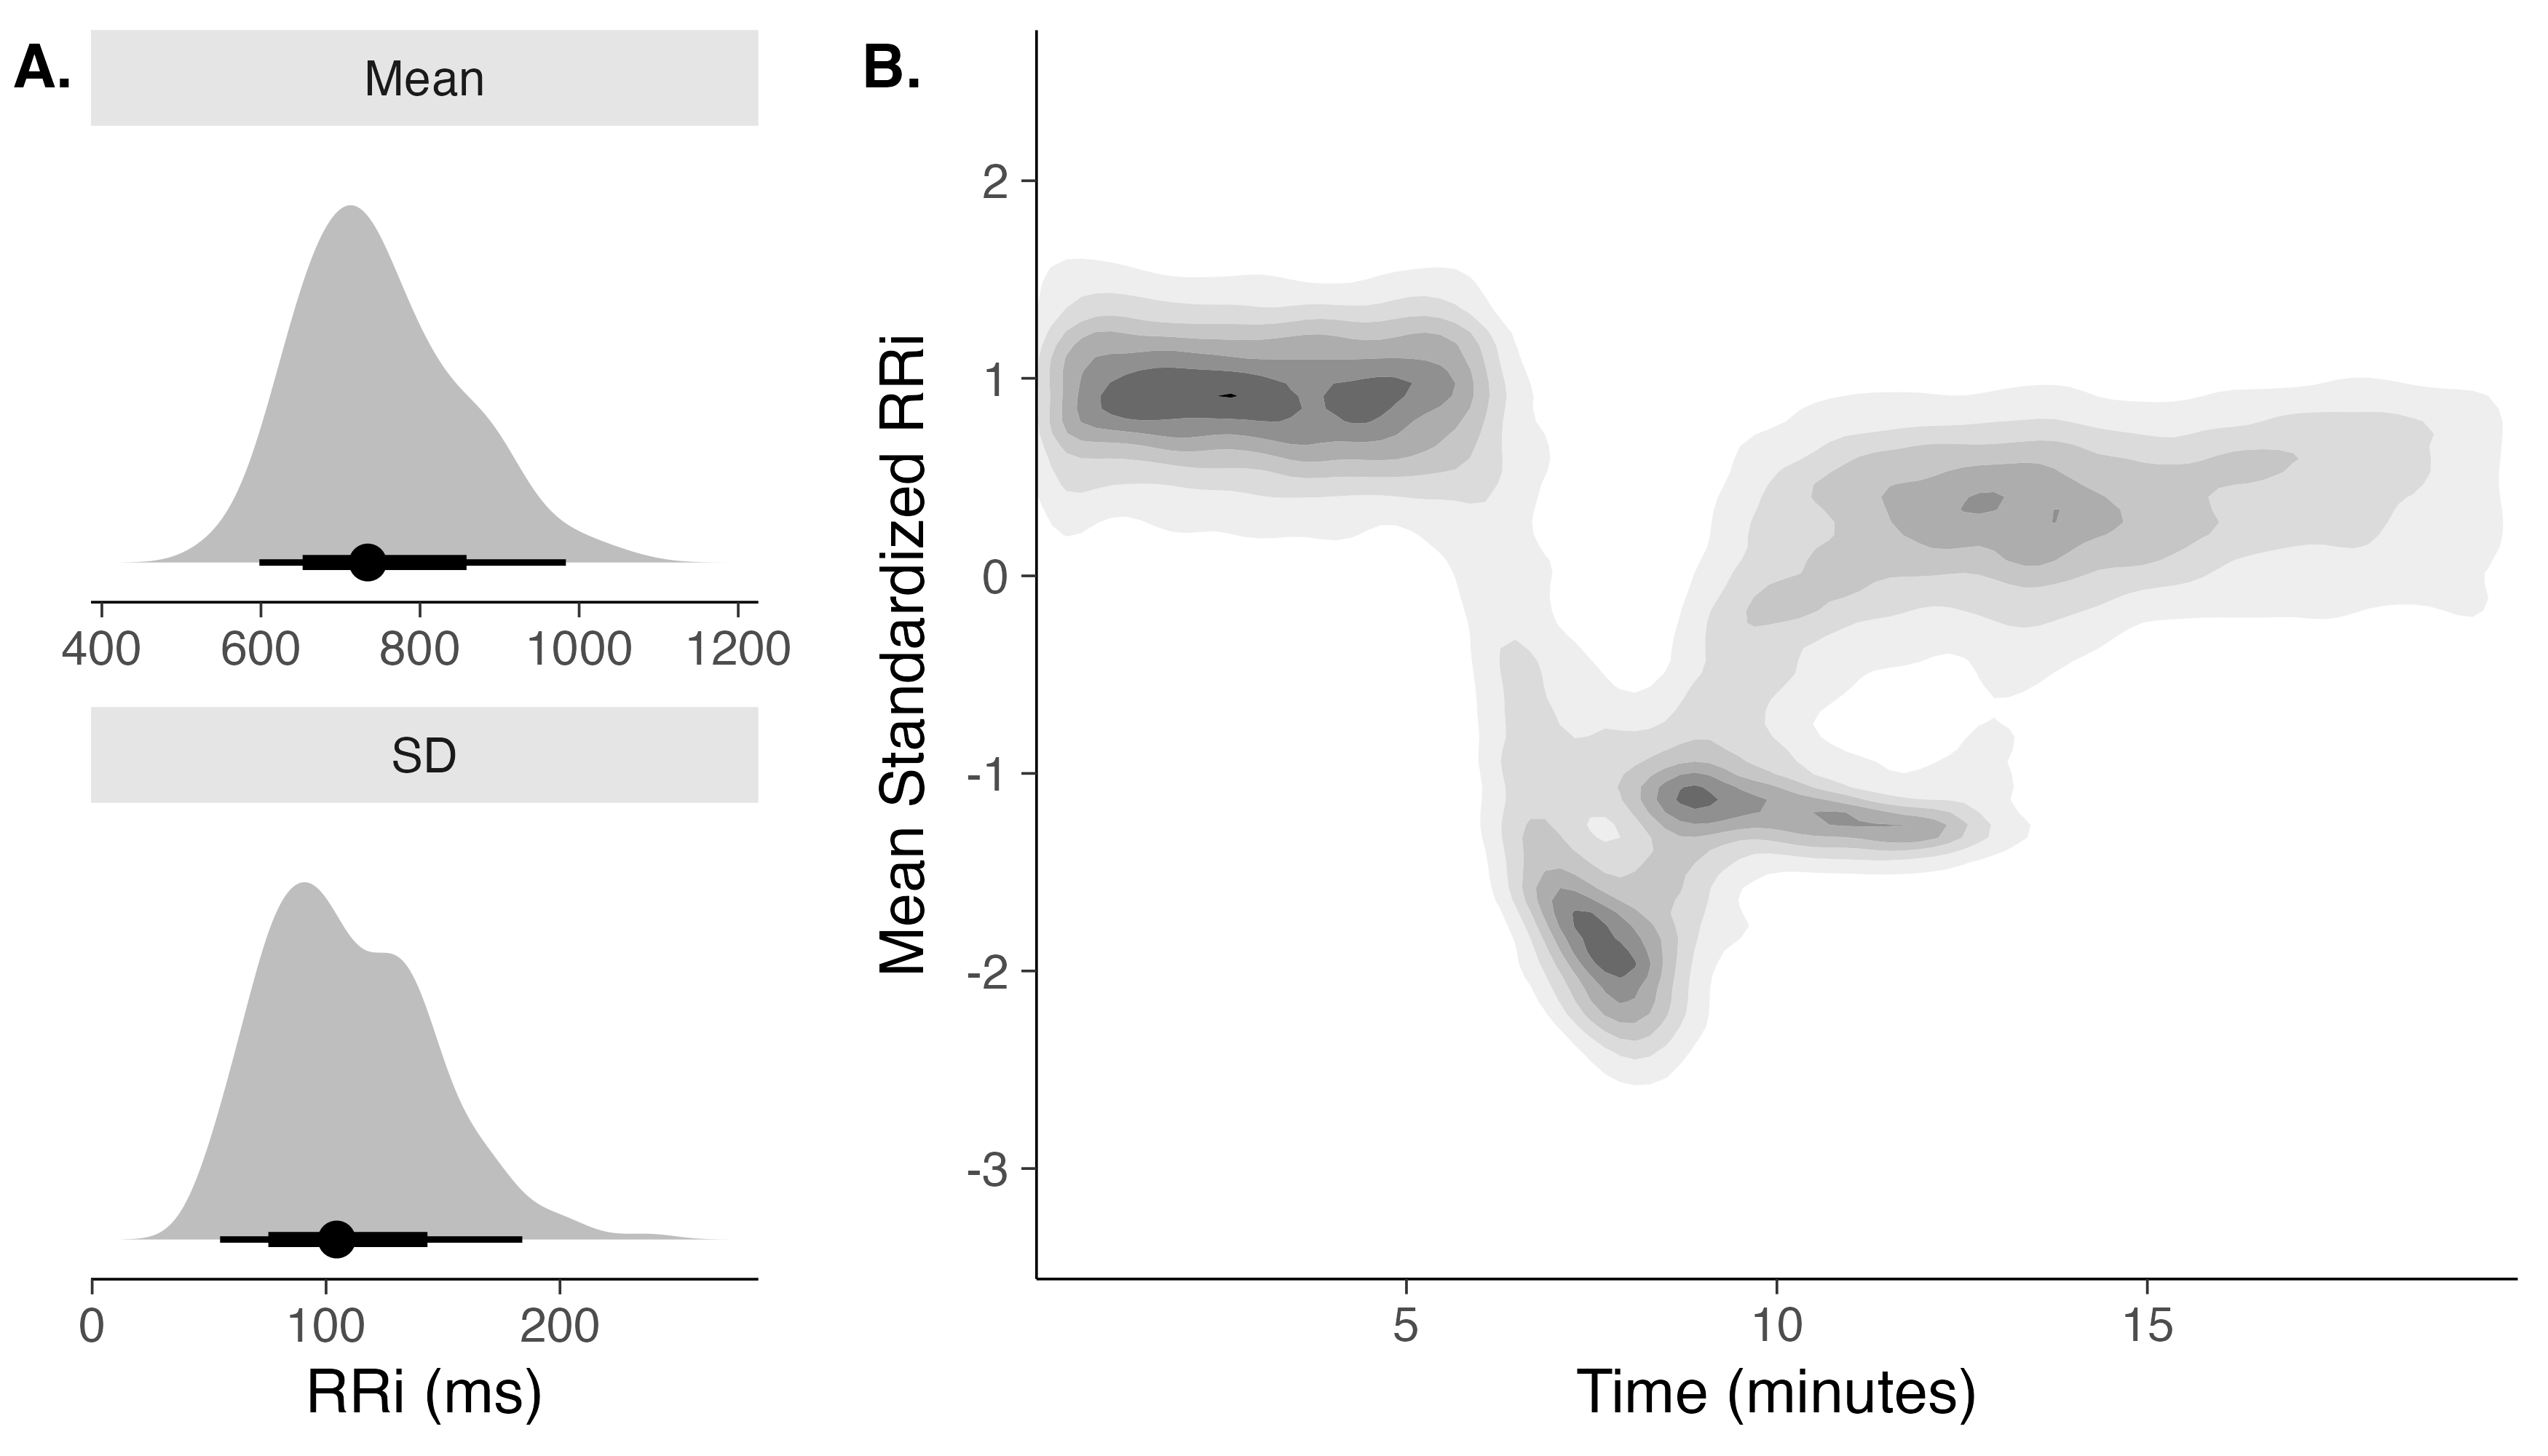 A.
Mean
400 600 800 1000 1200
SD
0 100 200
RRi (ms)
B.
Mean Standardized RRi
2
1
0
-1
-2
-3
5 10 15
Time (minutes)